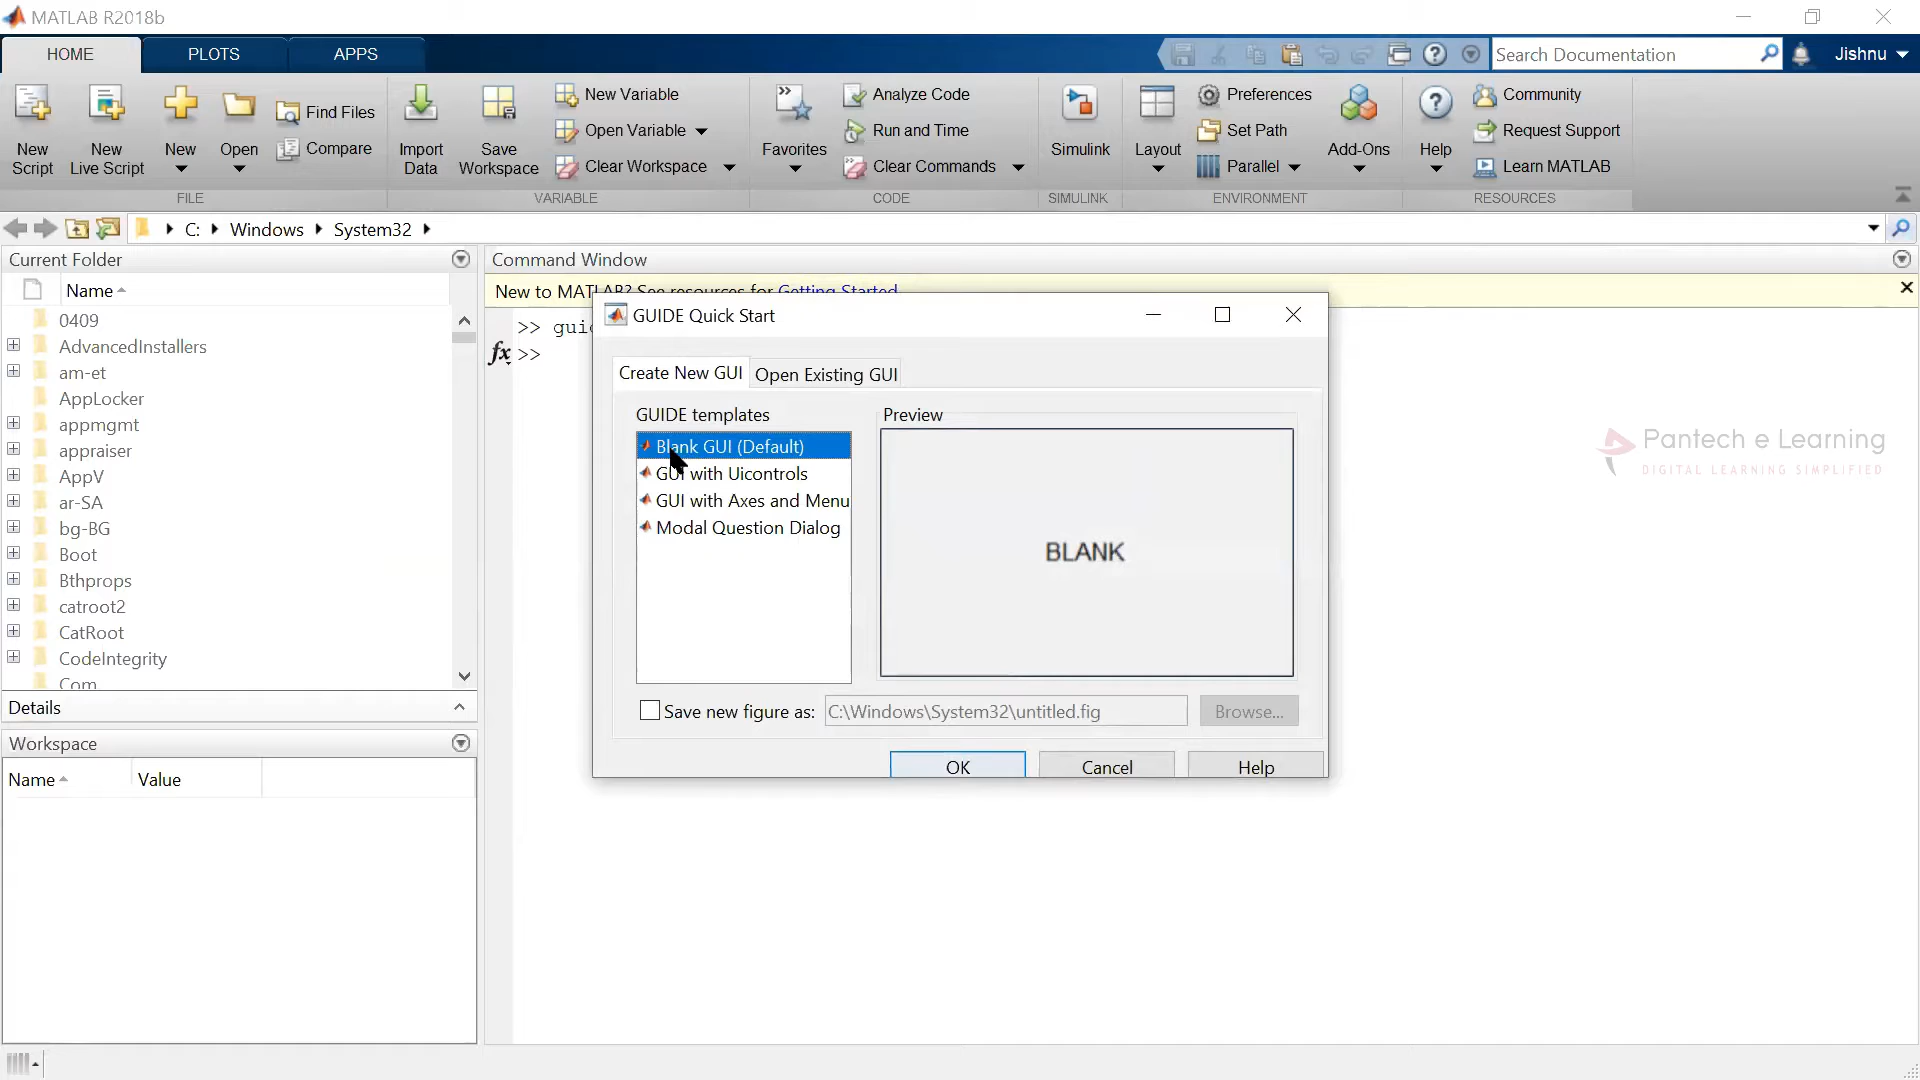 MATLAB R2018b
HOME PLOTS APPS
Search Documentation
Jishnu
New Script
New Live Script
New
Open
Find Files
Compare
FILE
Import Data
Save Workspace
New Variable
Open Variable
Clear Workspace
VARIABLE
Favorites
Analyze Code
Run and Time
Clear Commands
CODE
Simulink
SIMULINK
Layout
Preferences
Set Path
Parallel
Add-Ons
ENVIRONMENT
Help
Community
Request Support
Learn MATLAB
RESOURCES
C: Windows System32
Current Folder
Name
0409
AdvancedInstallers
am-et
AppLocker
appmgmt
appraiser
AppV
ar-SA
bg-BG
Boot
Bthprops
catroot2
CatRoot
CodeIntegrity
Com
Details
Workspace
Name Value
Command Window
New to MATLAB? See resources for Getting Started
>> guid
fx >>
GUIDE Quick Start
Create New GUI Open Existing GUI
GUIDE templates
Blank GUI (Default)
GUI with Uicontrols
GUI with Axes and Menu
Modal Question Dialog
Preview
BLANK
Save new figure as: C:\Windows\System32\untitled.fig Browse...
OK Cancel Help
Pantech e Learning
DIGITAL LEARNING SIMPLIFIED